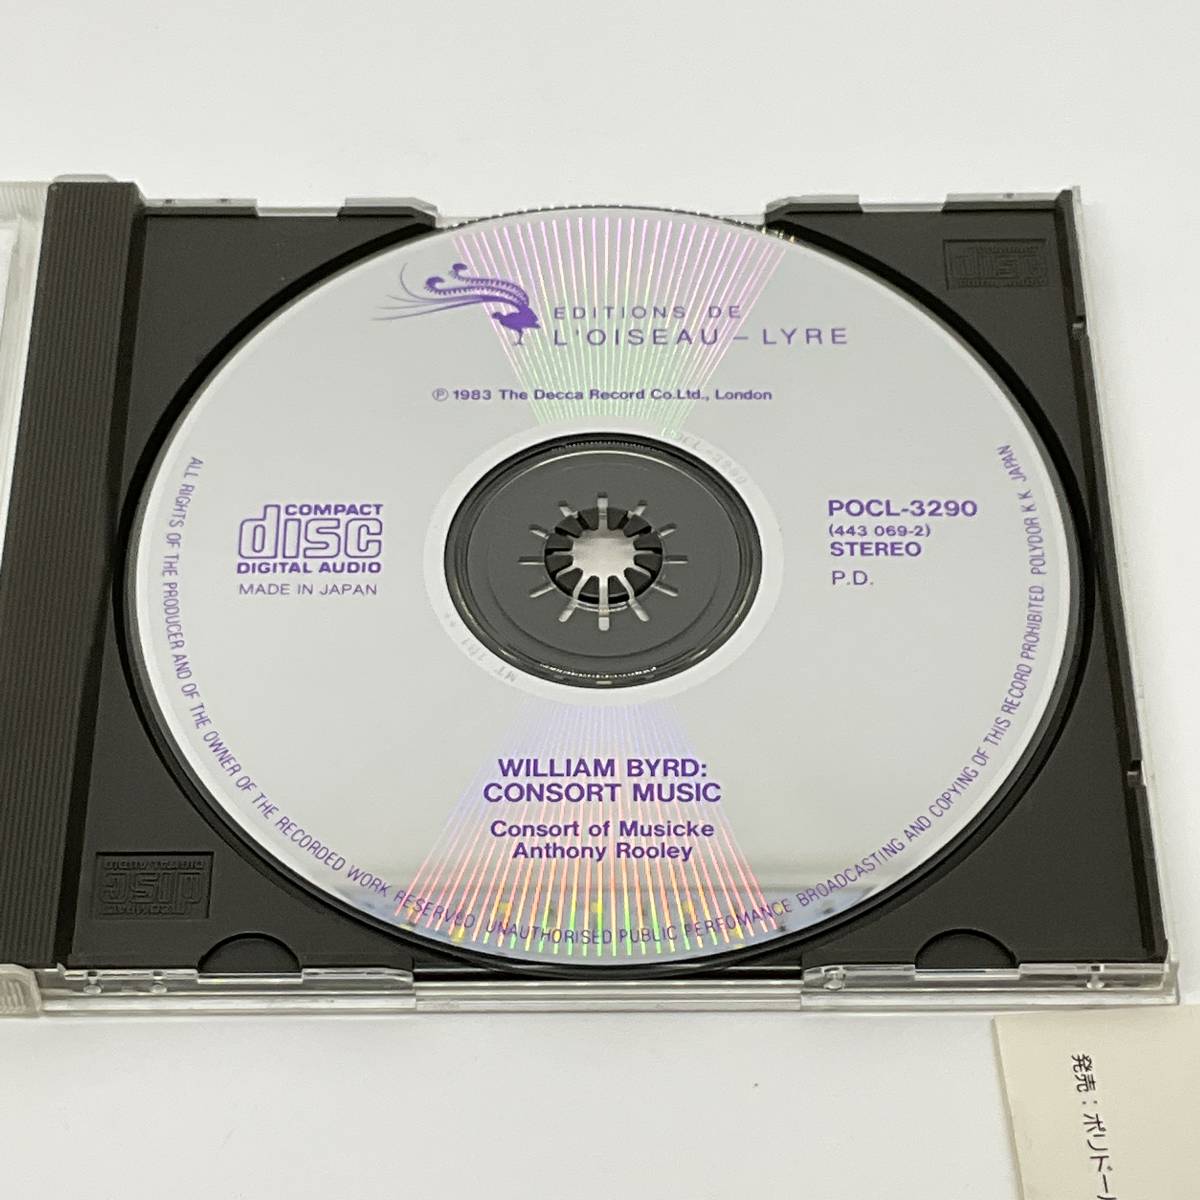 EDITIONS DE
L'OISEAU-LYRE
Ⓟ 1983 The Decca Record Co.Ltd., London
COMPACT
disc
DIGITAL AUDIO
MADE IN JAPAN
POCL-3290
(443 069-2)
STEREO
P.D.
WILLIAM BYRD:
CONSORT MUSIC
Consort of Musicke
Anthony Rooley
ALL RIGHTS OF THE PRODUCER AND OF THE OWNER OF THE RECORDED WORK RESERVED UNAUTHORISED PUBLIC PERFOMANCE BROADCASTING AND COPYING OF THIS RECORD PROHIBITED POLYDOR K K JAPAN
disc
発売:ポリドール